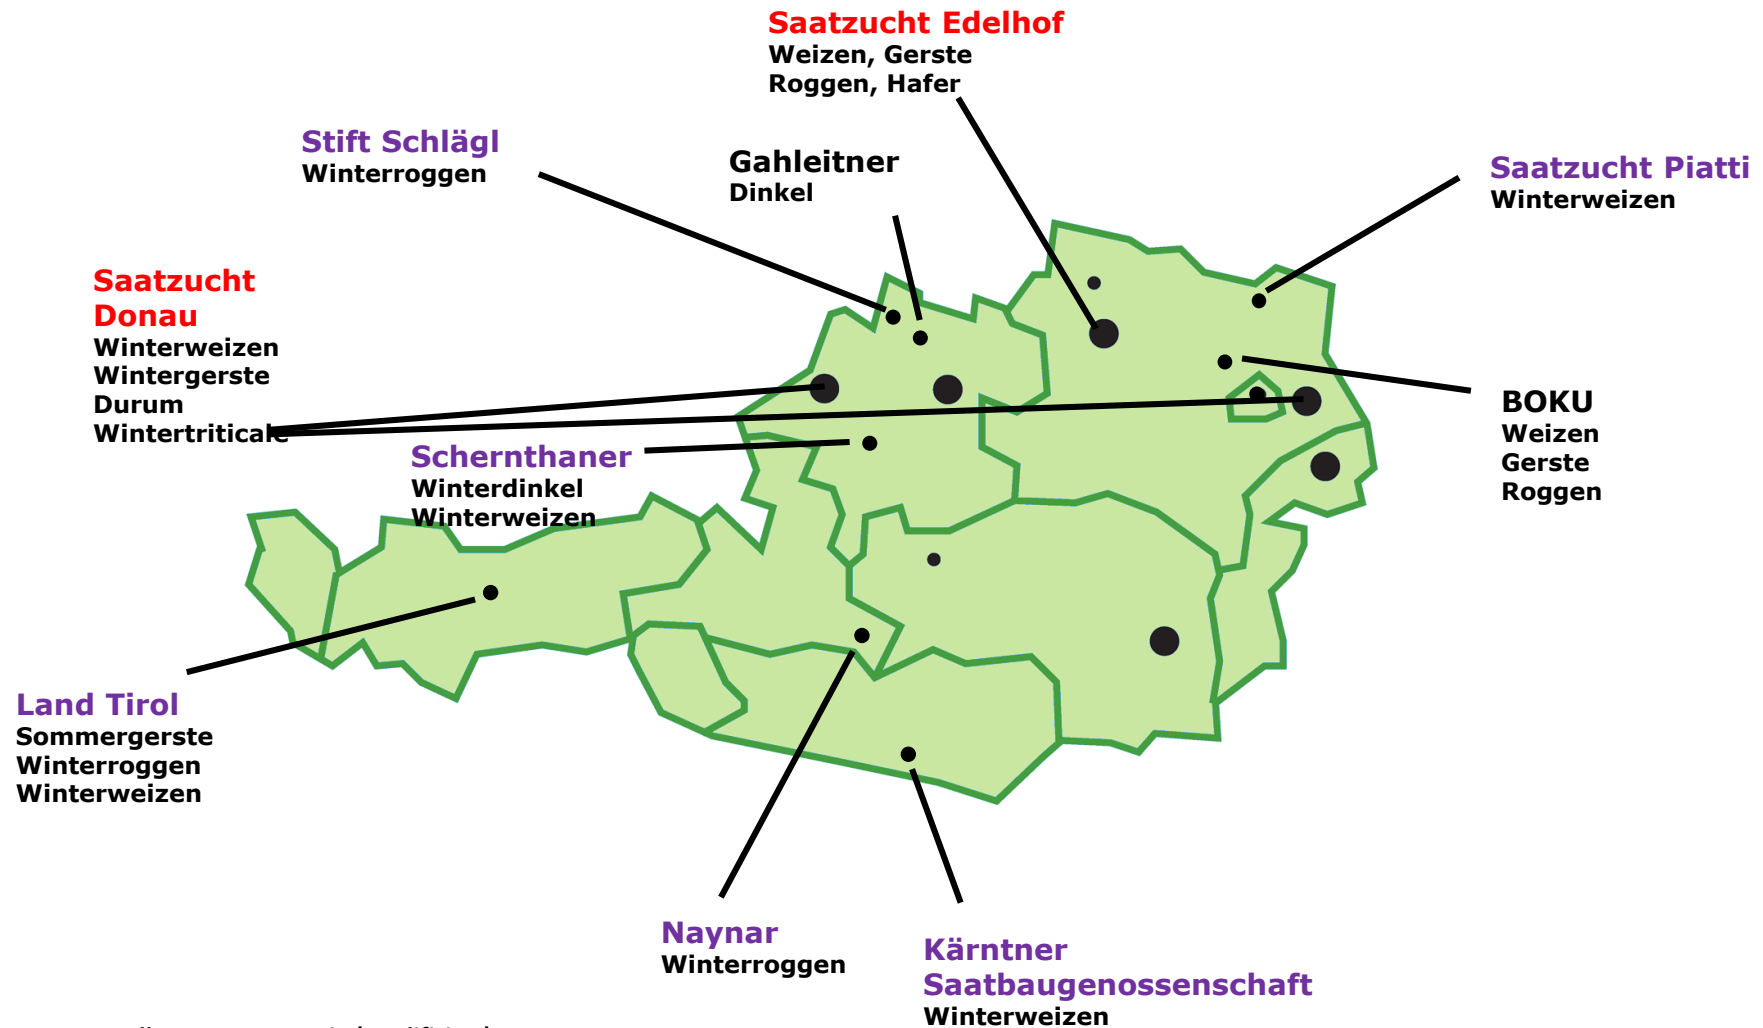 Saatzucht Edelhof
Weizen, Gerste
Roggen, Hafer
Stift Schlägl
Winterroggen
Gahleitner
Dinkel
Saatzucht Piatti
Winterweizen
Saatzucht
Donau
Winterweizen
Wintergerste
Durum
Wintertriticale
Schernthaner
Winterdinkel
Winterweizen
BOKU
Weizen
Gerste
Roggen
Land Tirol
Sommergerste
Winterroggen
Winterweizen
Naynar
Winterroggen
Kärntner
Saatbaugenossenschaft
Winterweizen